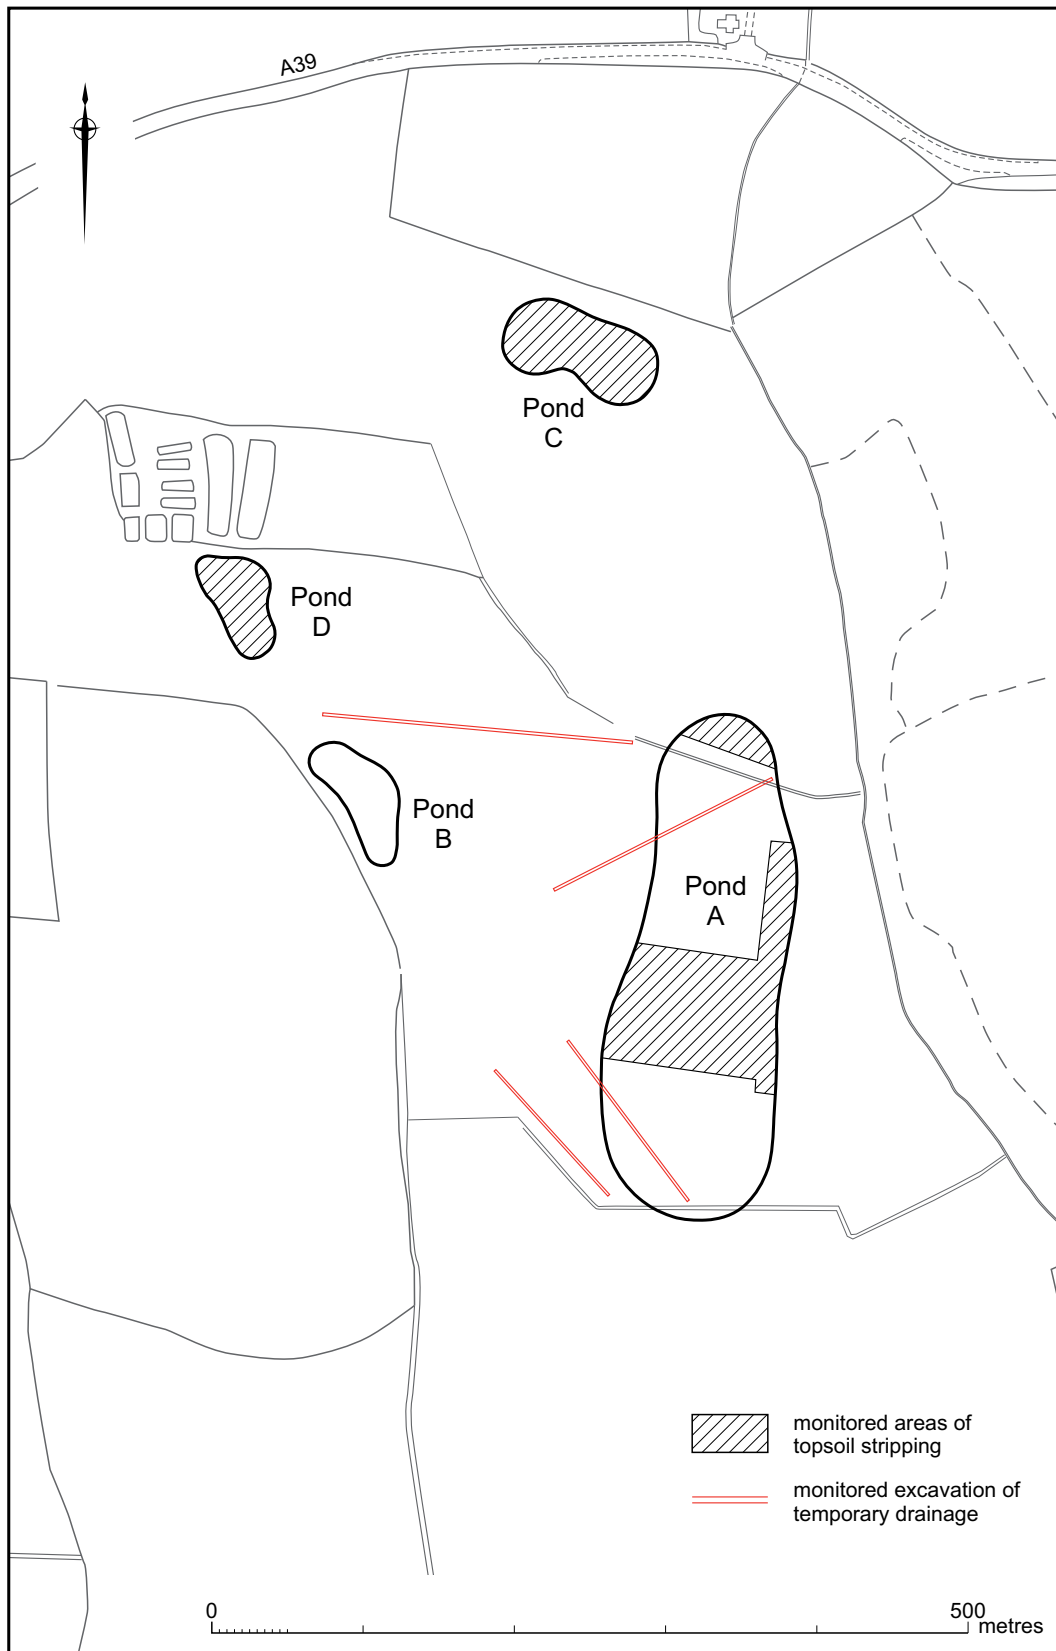 A39
Pond
C
Pond
D
Pond
B
Pond
A
monitored areas of
topsoil stripping
monitored excavation of
temporary drainage
0
500
metres